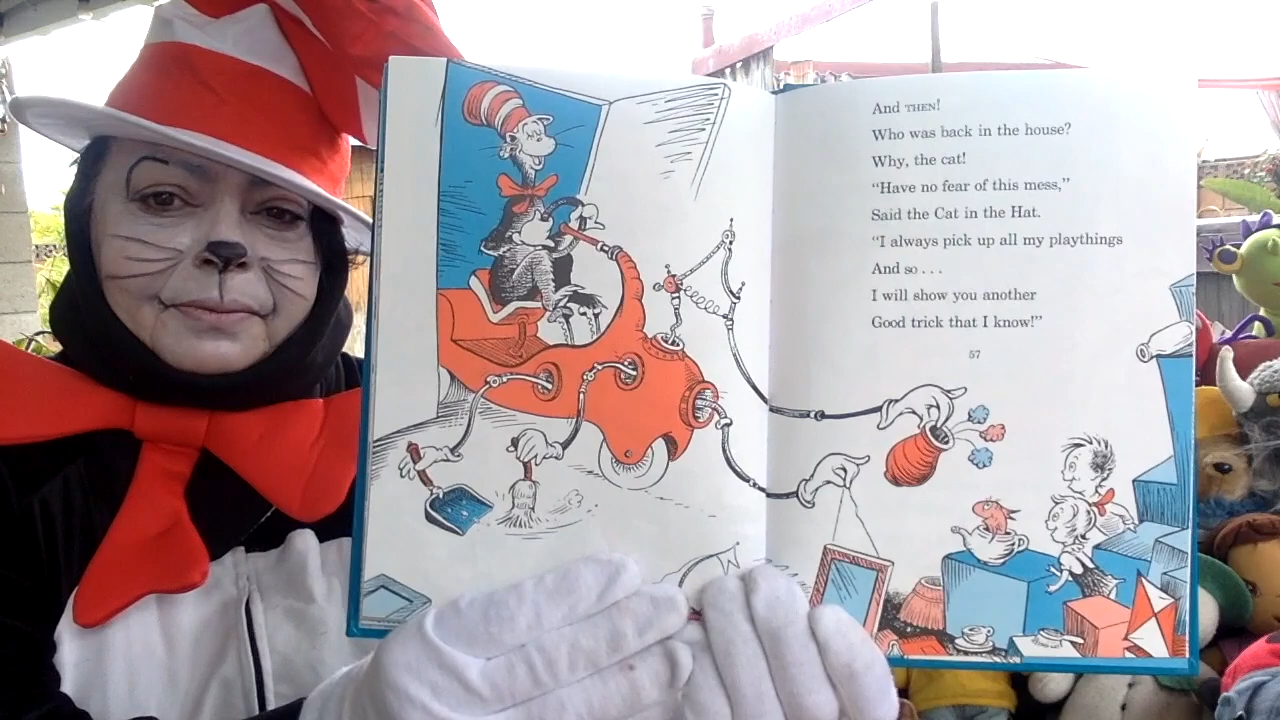 And THEN!
Who was back in the house?
Why, the cat!
“Have no fear of this mess,”
Said the Cat in the Hat.
“I always pick up all my playthings
And so . . .
I will show you another
Good trick that I know!”
57